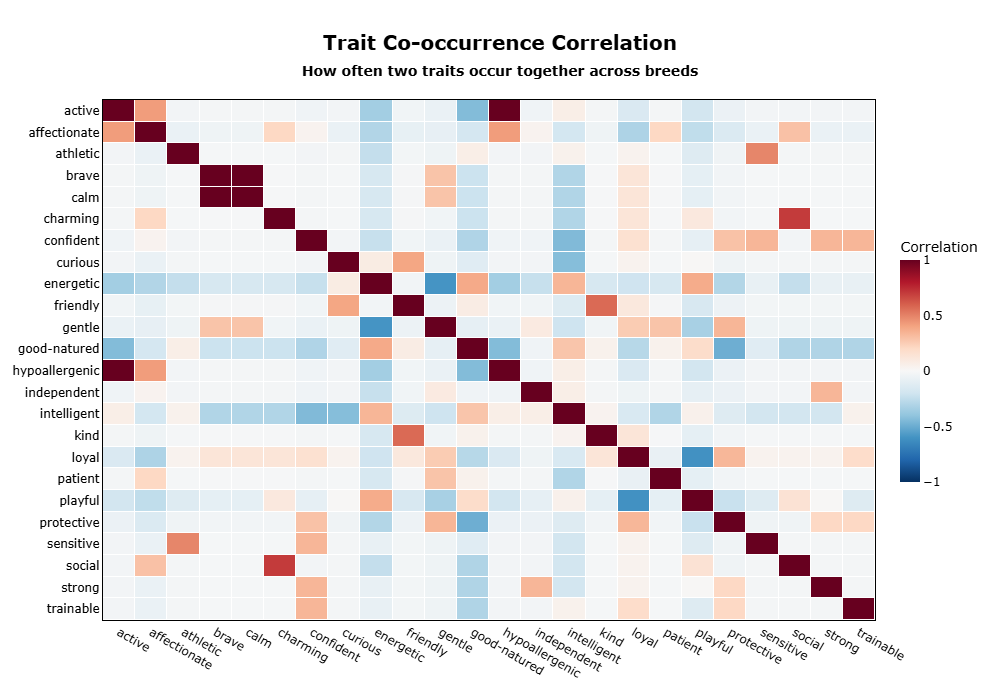 Trait Co-occurrence Correlation
How often two traits occur together across breeds
active
affectionate
athletic
brave
calm
charming
confident
curious
energetic
friendly
gentle
good-natured
hypoallergenic
independent
intelligent
kind
loyal
patient
playful
protective
sensitive
social
strong
trainable
active
affectionate
athletic
brave
calm
charming
confident
curious
energetic
friendly
gentle
good-natured
hypoallergenic
independent
intelligent
kind
loyal
patient
playful
protective
sensitive
social
strong
trainable
Correlation
1
0.5
0
−0.5
−1